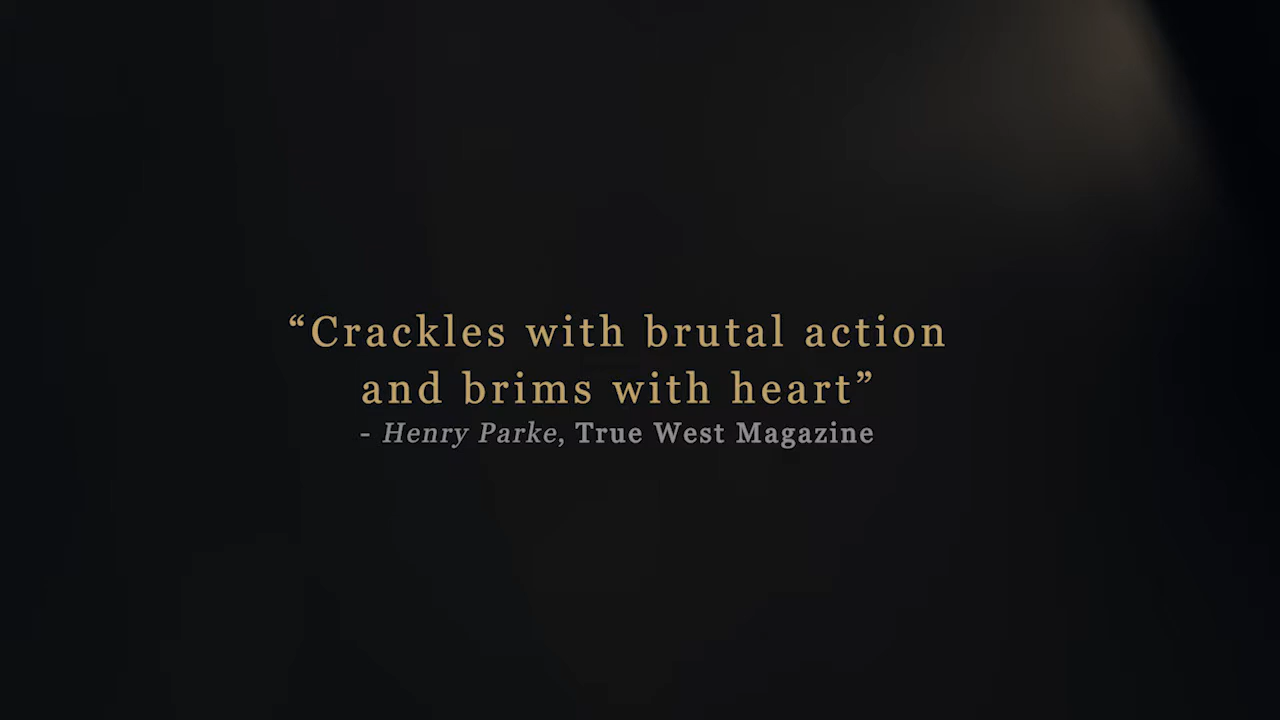 “Crackles with brutal action
and brims with heart”
- Henry Parke, True West Magazine